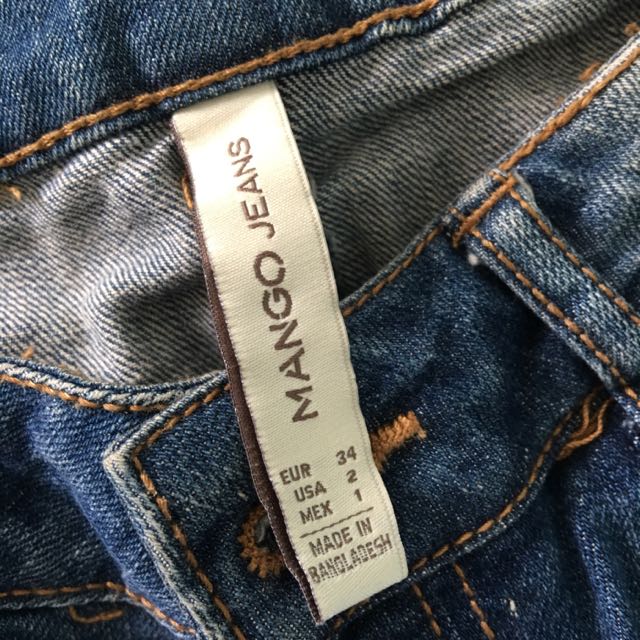 MANGO JEANS
EUR 34
USA 2
MEX 1
MADE IN
BANGLADESH